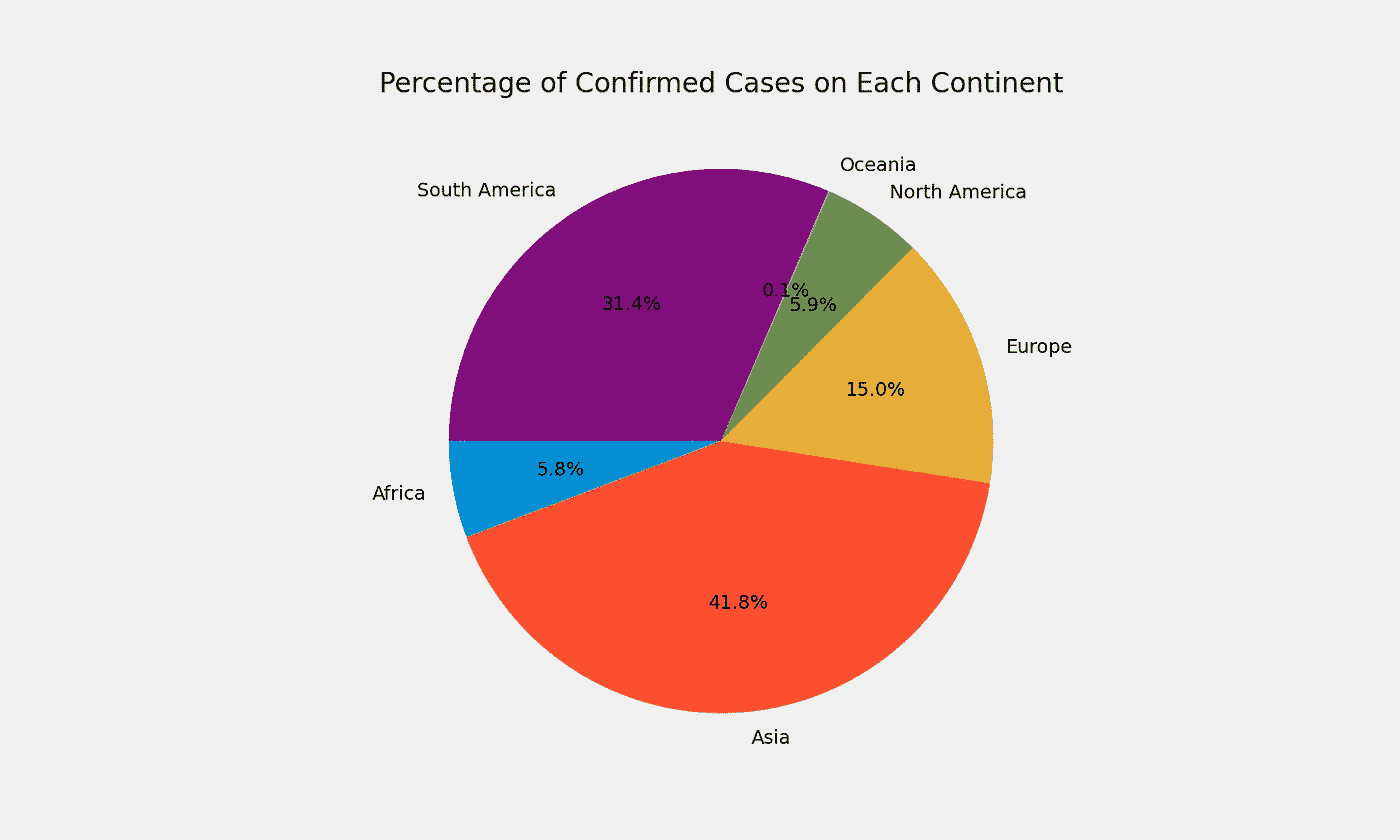 Percentage of Confirmed Cases on Each Continent
Oceania
South America
North America
0.1%
31.4%
5.9%
Europe
15.0%
5.8%
Africa
41.8%
Asia